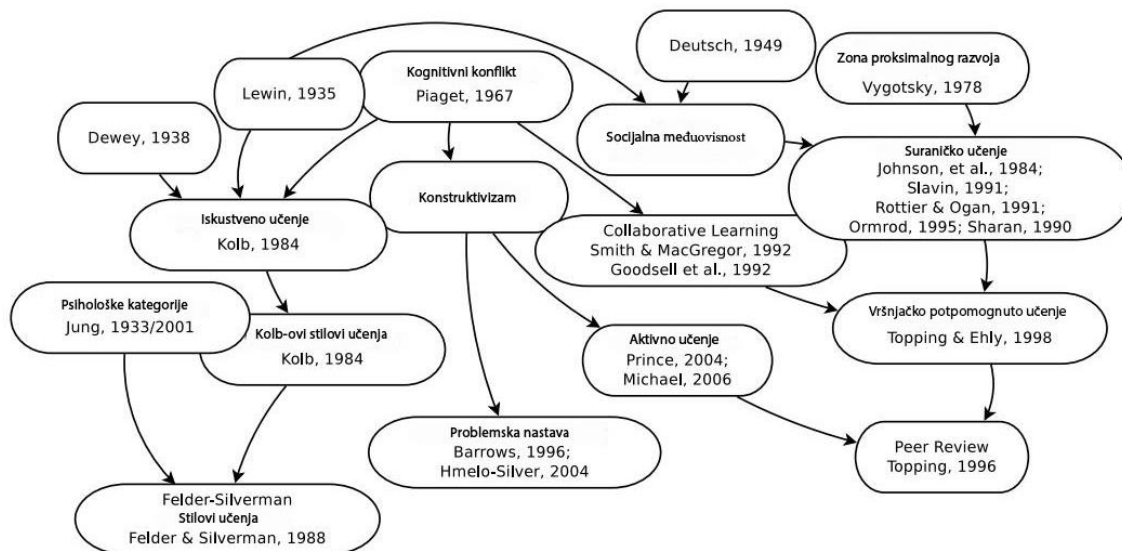 Deutsch, 1949
Zona proksimalnog razvoja
Vygotsky, 1978
Kognitivni konflikt
Piaget, 1967
Lewin, 1935
Dewey, 1938
Socijalna međuovisnost
Suraničko učenje
Johnson, et al., 1984;
Slavin, 1991;
Rottier & Ogan, 1991;
Ormrod, 1995; Sharan, 1990
Konstruktivizam
Iskustveno učenje
Kolb, 1984
Collaborative Learning
Smith & MacGregor, 1992
Goodsell et al., 1992
Psihološke kategorije
Jung, 1933/2001
Kolb-ovi stilovi učenja
Kolb, 1984
Vršnjačko potpomognuto učenje
Topping & Ehly, 1998
Aktivno učenje
Prince, 2004;
Michael, 2006
Problemska nastava
Barrows, 1996;
Hmelo-Silver, 2004
Peer Review
Topping, 1996
Felder-Silverman
Stilovi učenja
Felder & Silverman, 1988